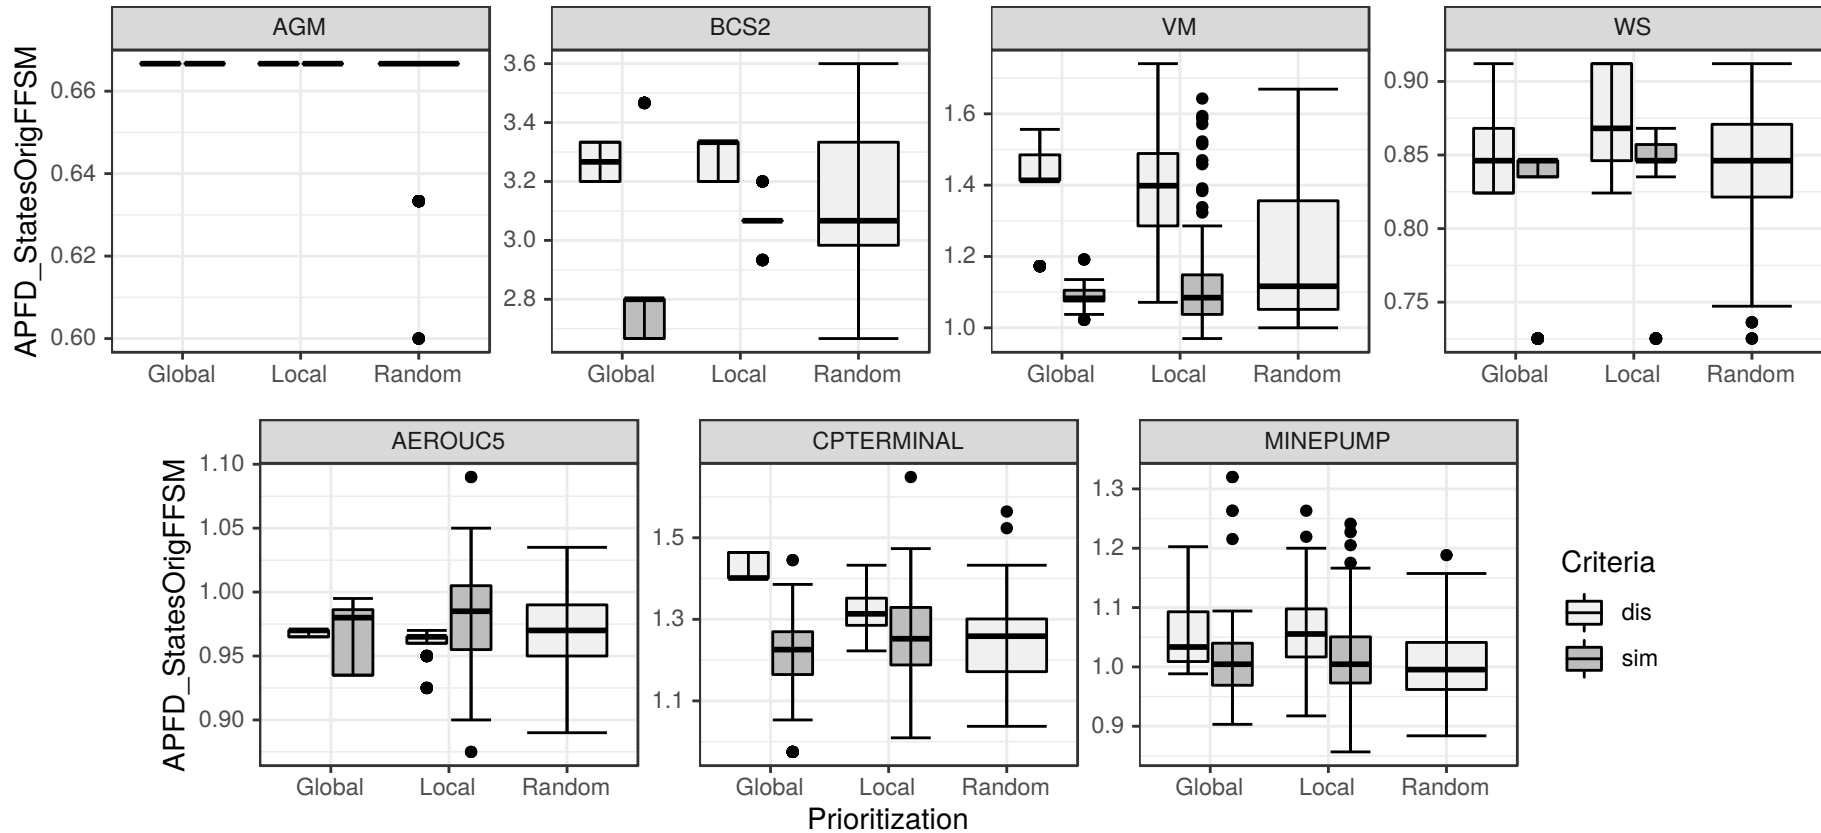 AGM BCS2 VM WS
APFD_StatesOrigFFSM
0.66
0.64
0.62
0.60
3.6
3.4
3.2
3.0
2.8
1.6
1.4
1.2
1.0
0.90
0.85
0.80
0.75
Global Local Random
Global Local Random
Global Local Random
Global Local Random
AEROUC5 CPTERMINAL MINEPUMP
APFD_StatesOrigFFSM
1.10
1.05
1.00
0.95
0.90
1.5
1.3
1.1
1.3
1.2
1.1
1.0
0.9
Global Local Random
Global Local Random
Global Local Random
Prioritization
Criteria
dis
sim